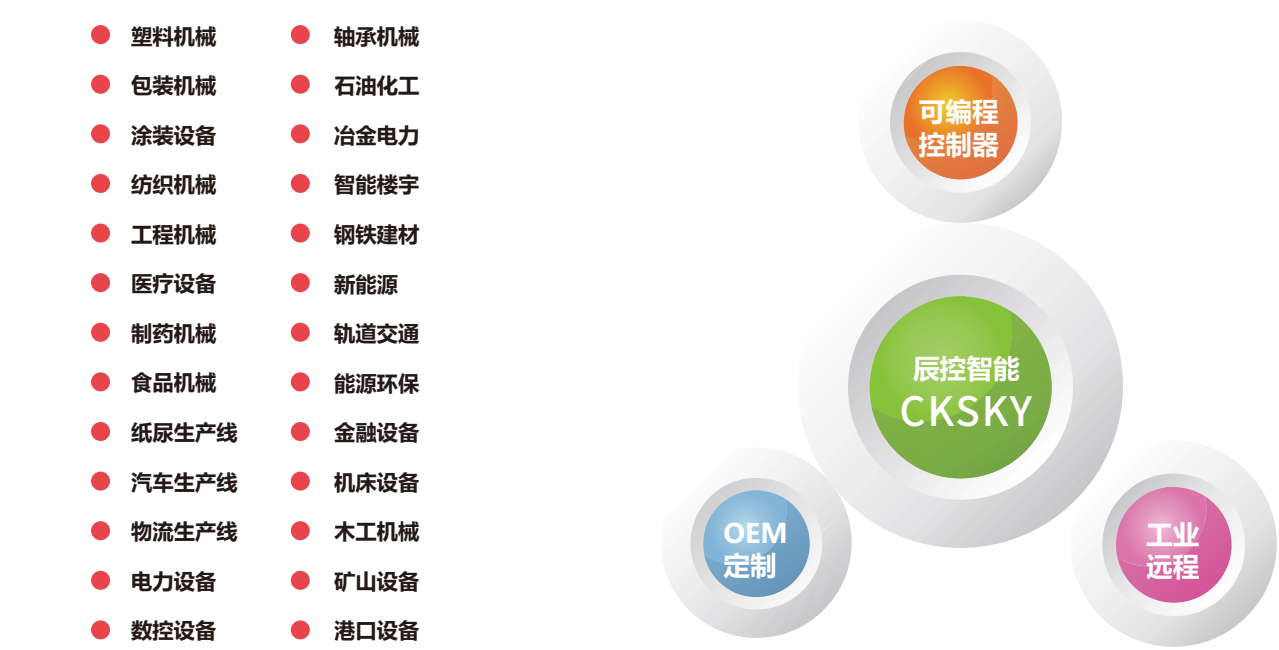 塑料机械
包装机械
涂装设备
纺织机械
工程机械
医疗设备
制药机械
食品机械
纸尿生产线
汽车生产线
物流生产线
电力设备
数控设备
轴承机械
石油化工
冶金电力
智能楼宇
钢铁建材
新能源
轨道交通
能源环保
金融设备
机床设备
木工机械
矿山设备
港口设备
可编程
控制器
辰控智能
CKSKY
OEM
定制
工业
远程